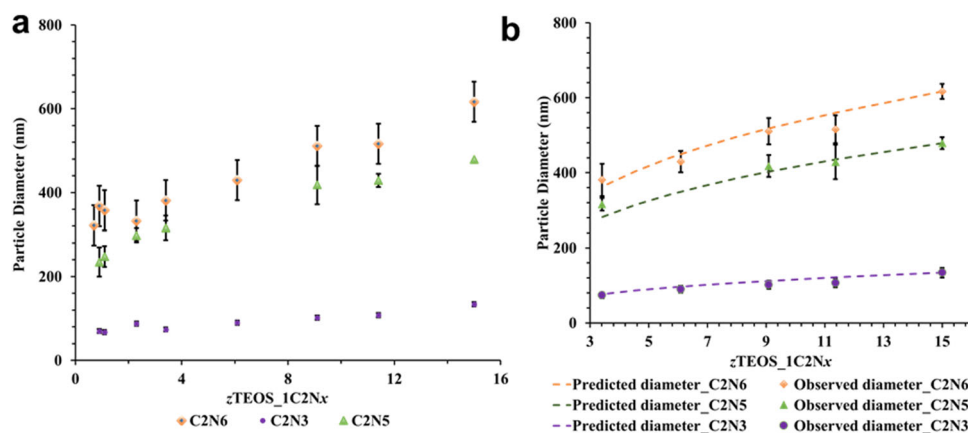 a
Particle Diameter (nm)
800
600
400
200
0
0 4 8 12 16
zTEOS_1C2Nx
C2N6 C2N3 C2N5
b
Particle Diameter (nm)
800
600
400
200
0
3 5 7 9 11 13 15
zTEOS_1C2Nx
Predicted diameter_C2N6 Observed diameter_C2N6
Predicted diameter_C2N5 Observed diameter_C2N5
Predicted diameter_C2N3 Observed diameter_C2N3